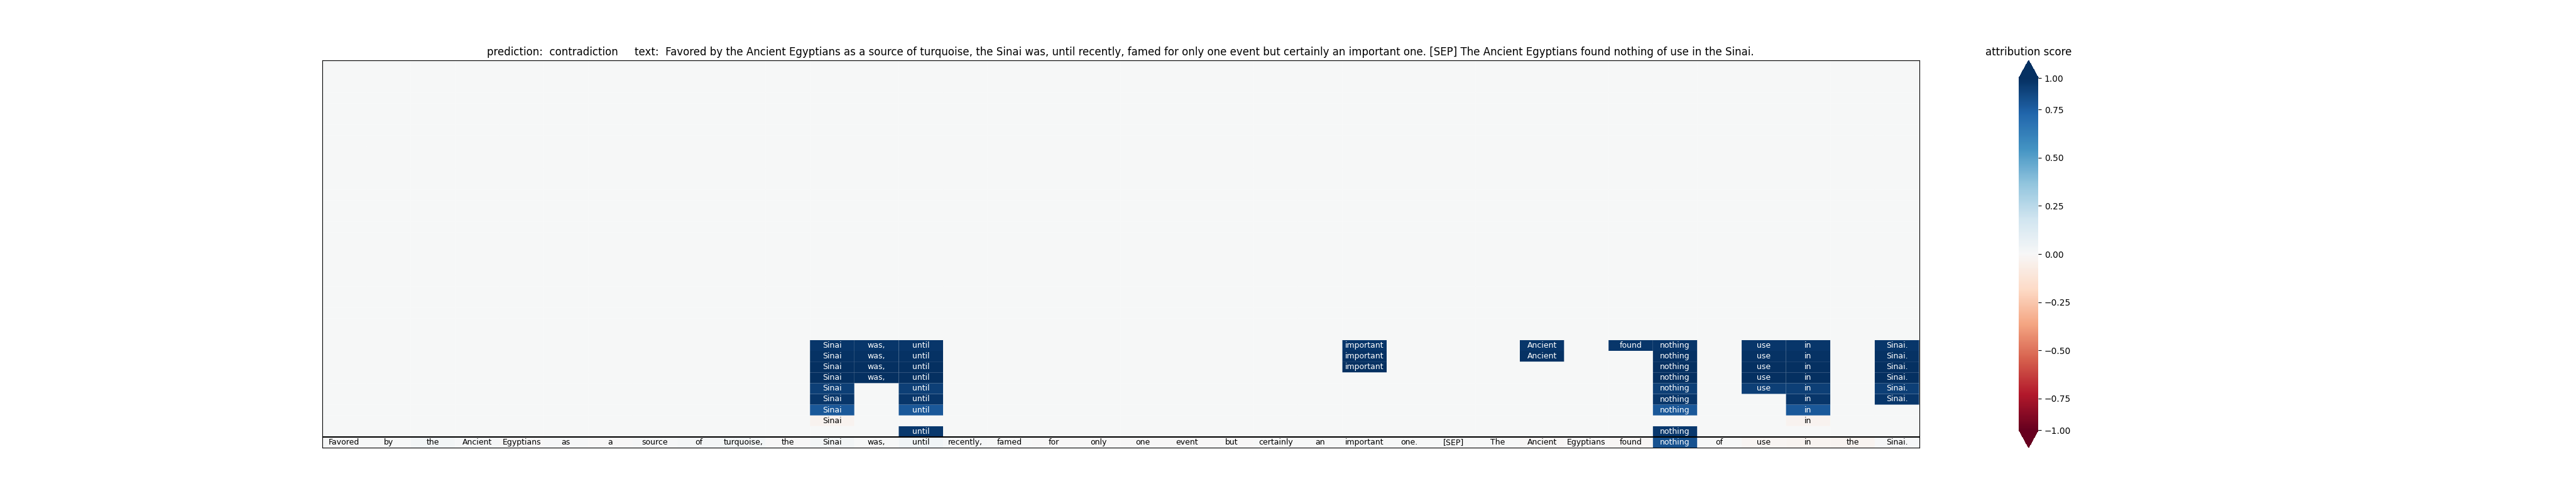 prediction:  contradiction     text:  Favored by the Ancient Egyptians as a source of turquoise, the Sinai was, until recently, famed for only one event but certainly an important one. [SEP] The Ancient Egyptians found nothing of use in the Sinai.
attribution score
1.00
0.75
0.50
0.25
0.00
−0.25
−0.50
−0.75
−1.00
Sinai was, until important Ancient found nothing use in Sinai.
Sinai was, until important Ancient nothing use in Sinai.
Sinai was, until important nothing use in Sinai.
Sinai was, until nothing use in Sinai.
Sinai until nothing use in Sinai.
Sinai until nothing in Sinai.
Sinai until nothing in
Sinai in
until nothing
Favored by the Ancient Egyptians as a source of turquoise, the Sinai was, until recently, famed for only one event but certainly an important one. [SEP] The Ancient Egyptians found nothing of use in the Sinai.